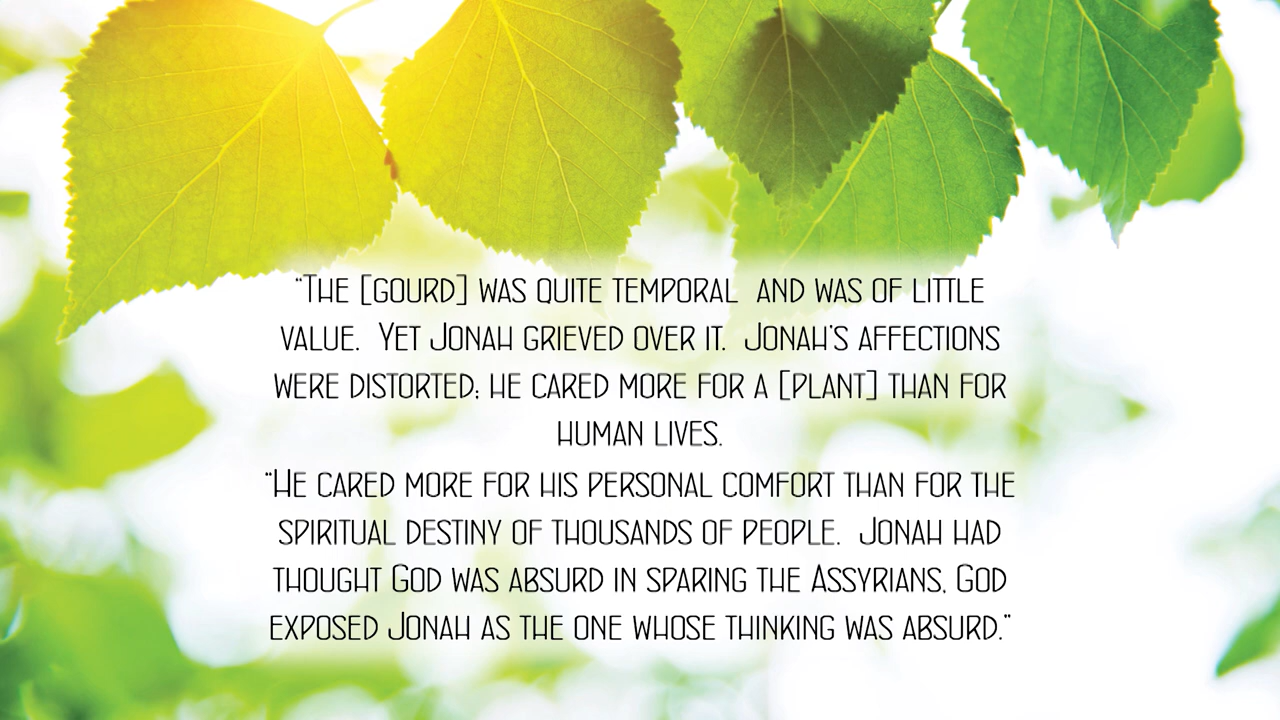 "The [gourd] was quite temporal  and was of little
value.  Yet Jonah grieved over it.  Jonah's affections
were distorted; he cared more for a [plant] than for
human lives.
"He cared more for his personal comfort than for the
spiritual destiny of thousands of people.  Jonah had
thought God was absurd in sparing the Assyrians. God
exposed Jonah as the one whose thinking was absurd."